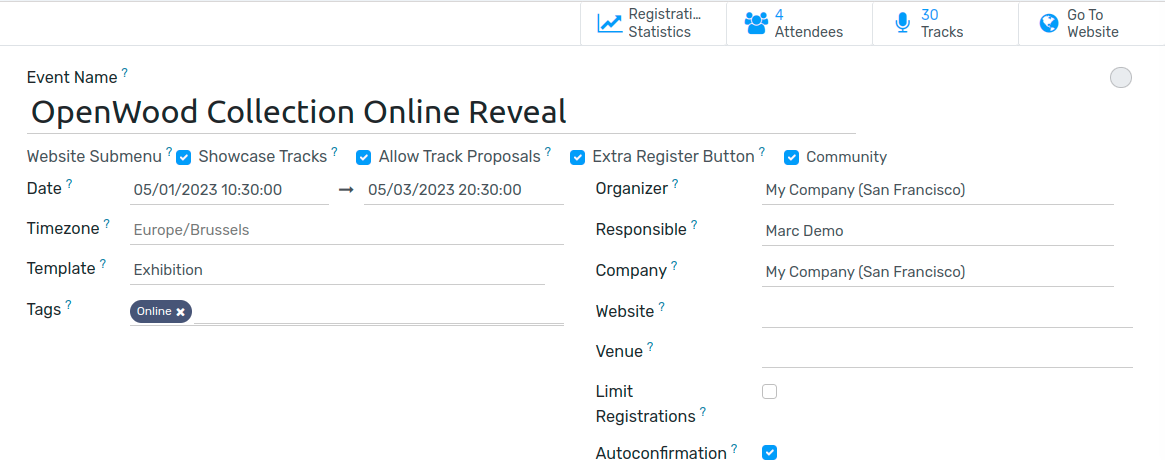 Registrati...
Statistics
4
Attendees
30
Tracks
Go To
Website
Event Name ?
OpenWood Collection Online Reveal
Website Submenu ? Showcase Tracks ? Allow Track Proposals ? Extra Register Button ? Community
Date ? 05/01/2023 10:30:00 → 05/03/2023 20:30:00
Timezone ? Europe/Brussels
Template ? Exhibition
Tags ? Online ✖
Organizer ? My Company (San Francisco)
Responsible ? Marc Demo
Company ? My Company (San Francisco)
Website ?
Venue ?
Limit
Registrations ?
Autoconfirmation ?